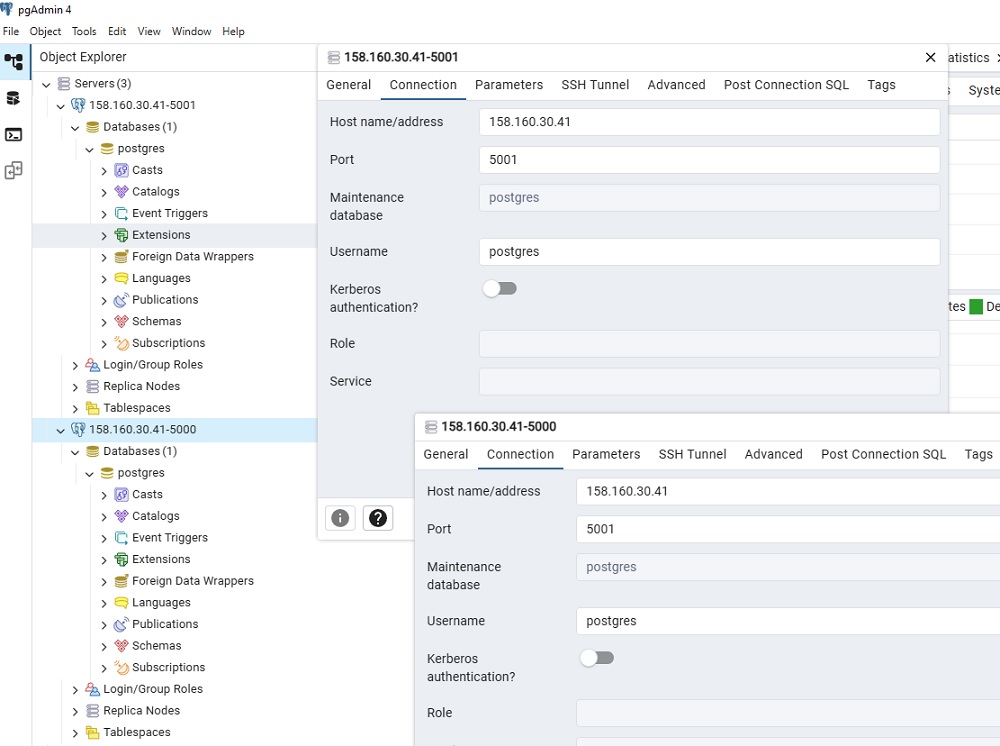 pgAdmin 4
File Object Tools Edit View Window Help
Object Explorer
Servers (3)
158.160.30.41-5001
Databases (1)
postgres
Casts
Catalogs
Event Triggers
Extensions
Foreign Data Wrappers
Languages
Publications
Schemas
Subscriptions
Login/Group Roles
Replica Nodes
Tablespaces
158.160.30.41-5000
Databases (1)
postgres
Casts
Catalogs
Event Triggers
Extensions
Foreign Data Wrappers
Languages
Publications
Schemas
Subscriptions
Login/Group Roles
Replica Nodes
Tablespaces
158.160.30.41-5001
General Connection Parameters SSH Tunnel Advanced Post Connection SQL Tags
Host name/address 158.160.30.41
Port 5001
Maintenance
database
postgres
Username postgres
Kerberos
authentication?
Role
Service
158.160.30.41-5000
General Connection Parameters SSH Tunnel Advanced Post Connection SQL Tags
Host name/address 158.160.30.41
Port 5001
Maintenance
database
postgres
Username postgres
Kerberos
authentication?
Role
atistics
s Syste
tes De